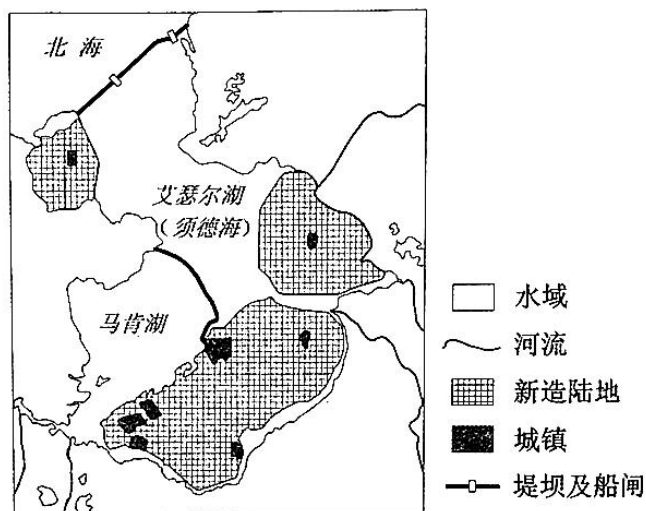 北海
艾瑟尔湖
（须德海）
马肯湖
水域
河流
新造陆地
城镇
堤坝及船闸